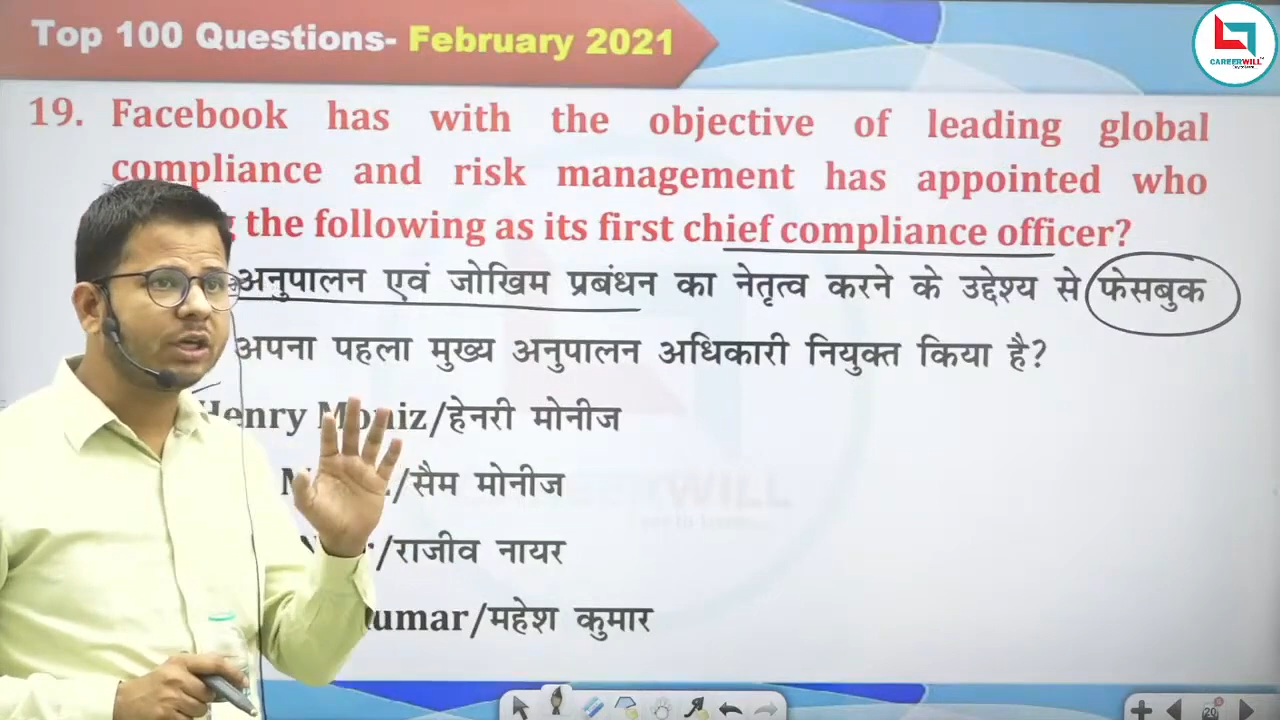 Top 100 Questions- February 2021
CAREERWILL
19. Facebook has with the objective of leading global
compliance and risk management has appointed who
the following as its first chief compliance officer?
अनुपालन एवं जोखिम प्रबंधन का नेतृत्व करने के उद्देश्य से फेसबुक
अपना पहला मुख्य अनुपालन अधिकारी नियुक्त किया है?
Henry Moniz/हेनरी मोनीज
/सैम मोनीज
/राजीव नायर
/महेश कुमार
20